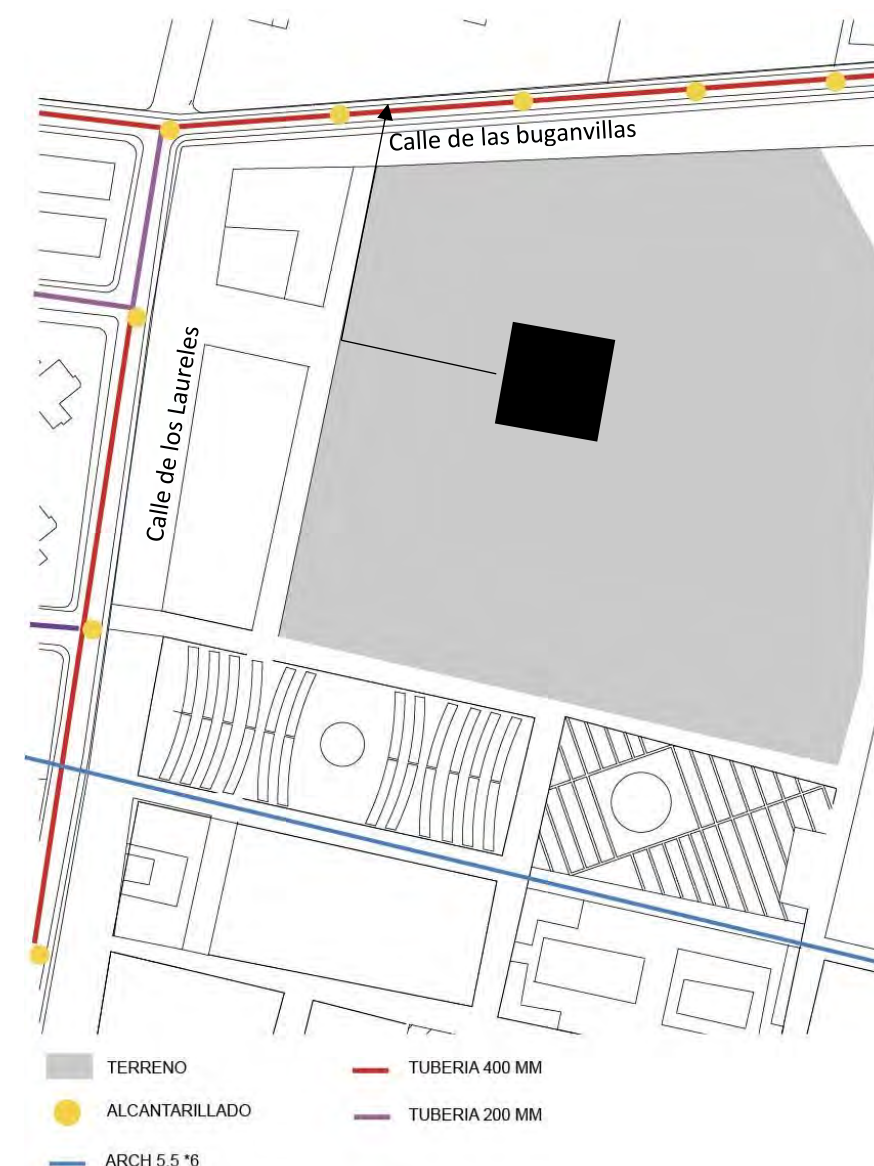 Calle de las buganvillas
Calle de los Laureles
TERRENO
TUBERIA 400 MM
ALCANTARILLADO
TUBERIA 200 MM
ARCH 5.5 *6